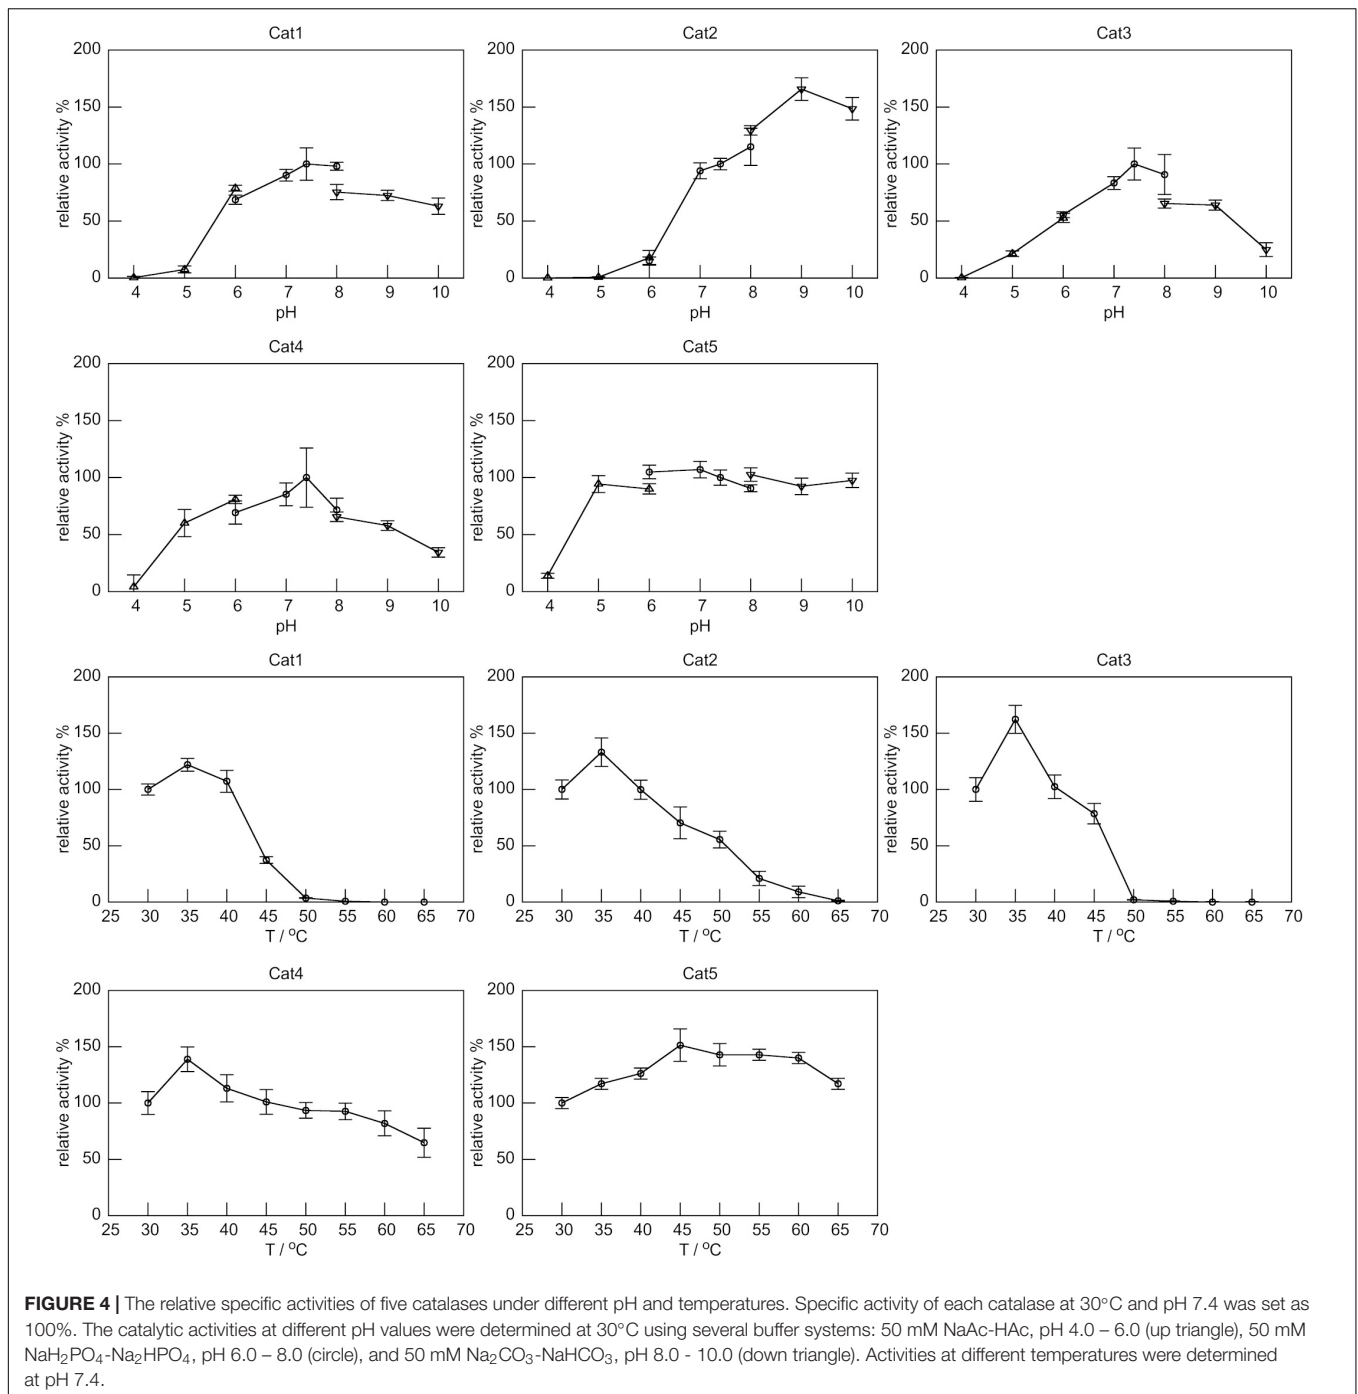 Cat1
Cat2
Cat3
200
150
100
50
0
relative activity %
4 5 6 7 8 9 10
pH
200
150
100
50
0
relative activity %
4 5 6 7 8 9 10
pH
200
150
100
50
0
relative activity %
4 5 6 7 8 9 10
pH
Cat4
Cat5
200
150
100
50
0
relative activity %
4 5 6 7 8 9 10
pH
200
150
100
50
0
relative activity %
4 5 6 7 8 9 10
pH
Cat1
Cat2
Cat3
200
150
100
50
0
relative activity %
25 30 35 40 45 50 55 60 65 70
T / °C
200
150
100
50
0
relative activity %
25 30 35 40 45 50 55 60 65 70
T / °C
200
150
100
50
0
relative activity %
25 30 35 40 45 50 55 60 65 70
T / °C
Cat4
Cat5
200
150
100
50
0
relative activity %
25 30 35 40 45 50 55 60 65 70
T / °C
200
150
100
50
0
relative activity %
25 30 35 40 45 50 55 60 65 70
T / °C
FIGURE 4 | The relative specific activities of five catalases under different pH and temperatures. Specific activity of each catalase at 30°C and pH 7.4 was set as
100%. The catalytic activities at different pH values were determined at 30°C using several buffer systems: 50 mM NaAc-HAc, pH 4.0 – 6.0 (up triangle), 50 mM
NaH₂PO₄-Na₂HPO₄, pH 6.0 – 8.0 (circle), and 50 mM Na₂CO₃-NaHCO₃, pH 8.0 - 10.0 (down triangle). Activities at different temperatures were determined
at pH 7.4.